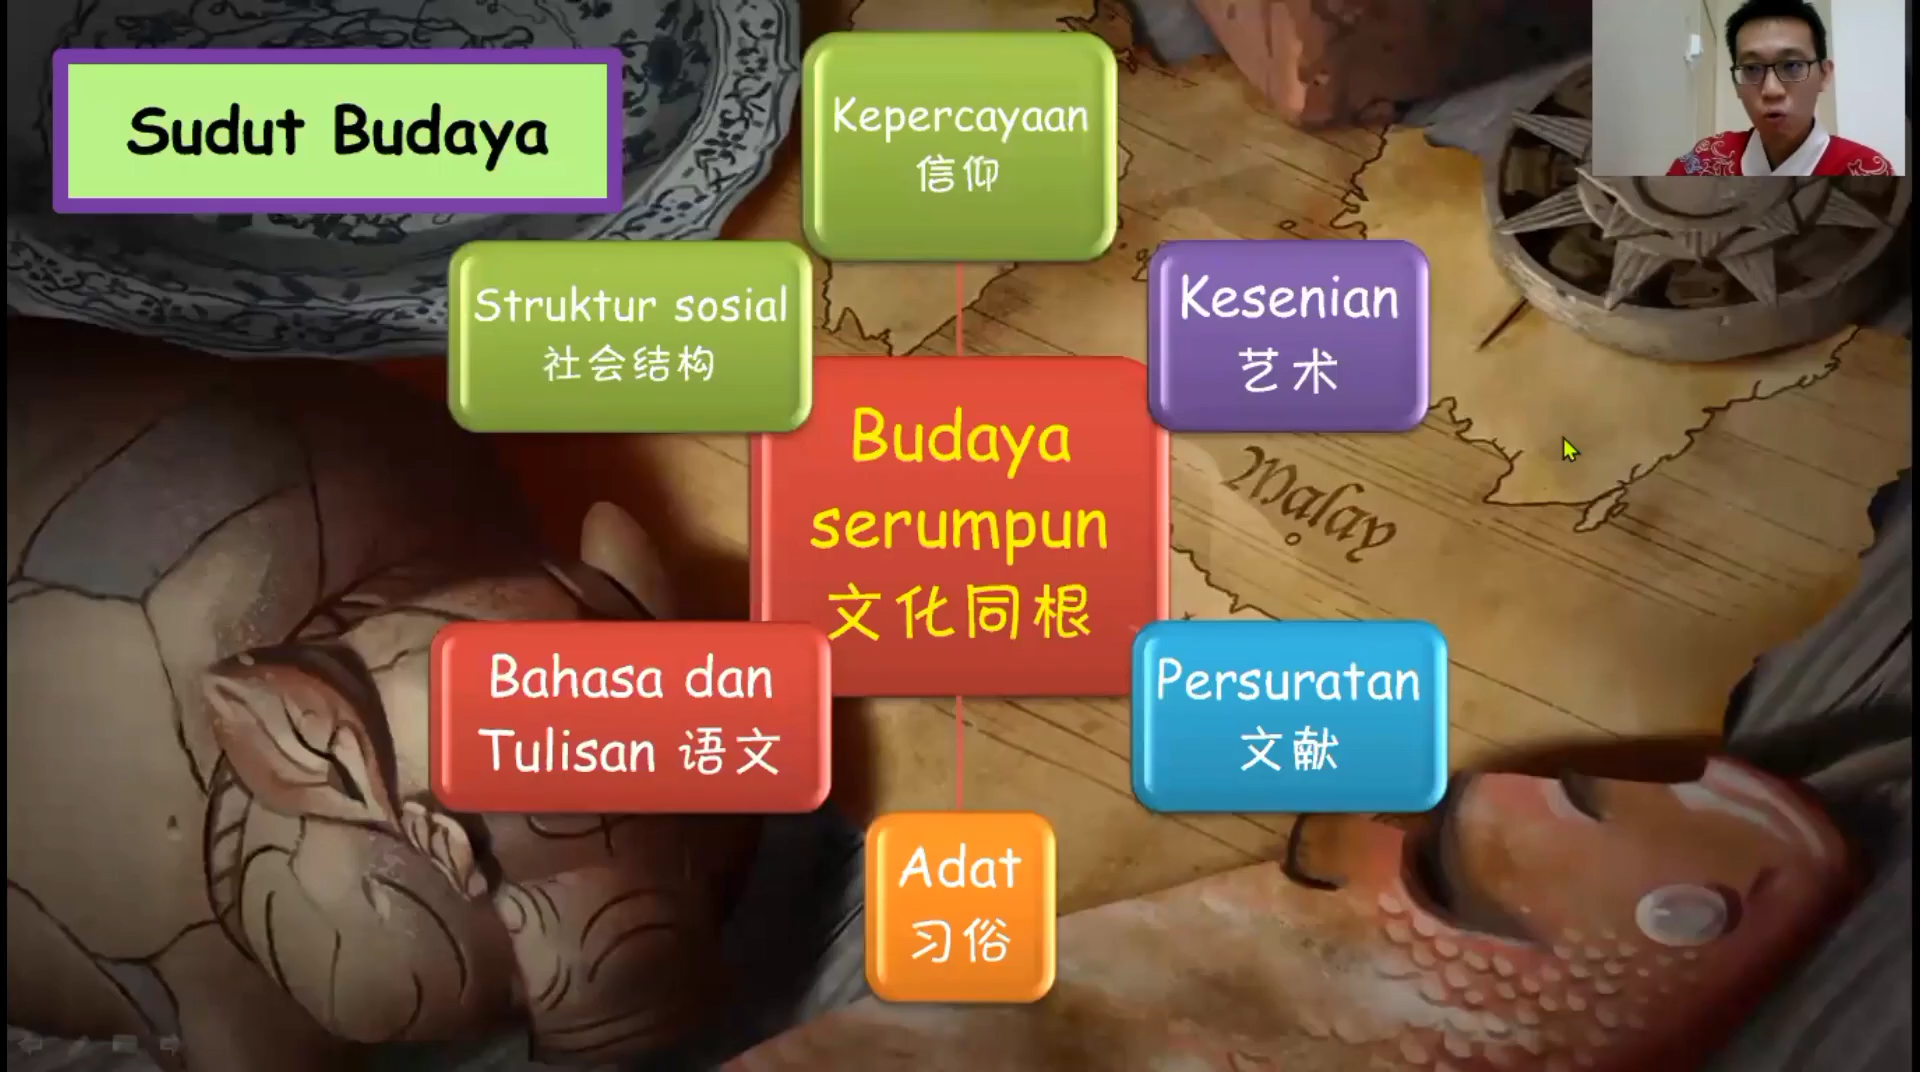 Sudut Budaya
Kepercayaan
信仰
Struktur sosial
社会结构
Kesenian
艺术
Budaya
serumpun
文化同根
Malay
Bahasa dan
Tulisan 语文
Persuratan
文献
Adat
习俗